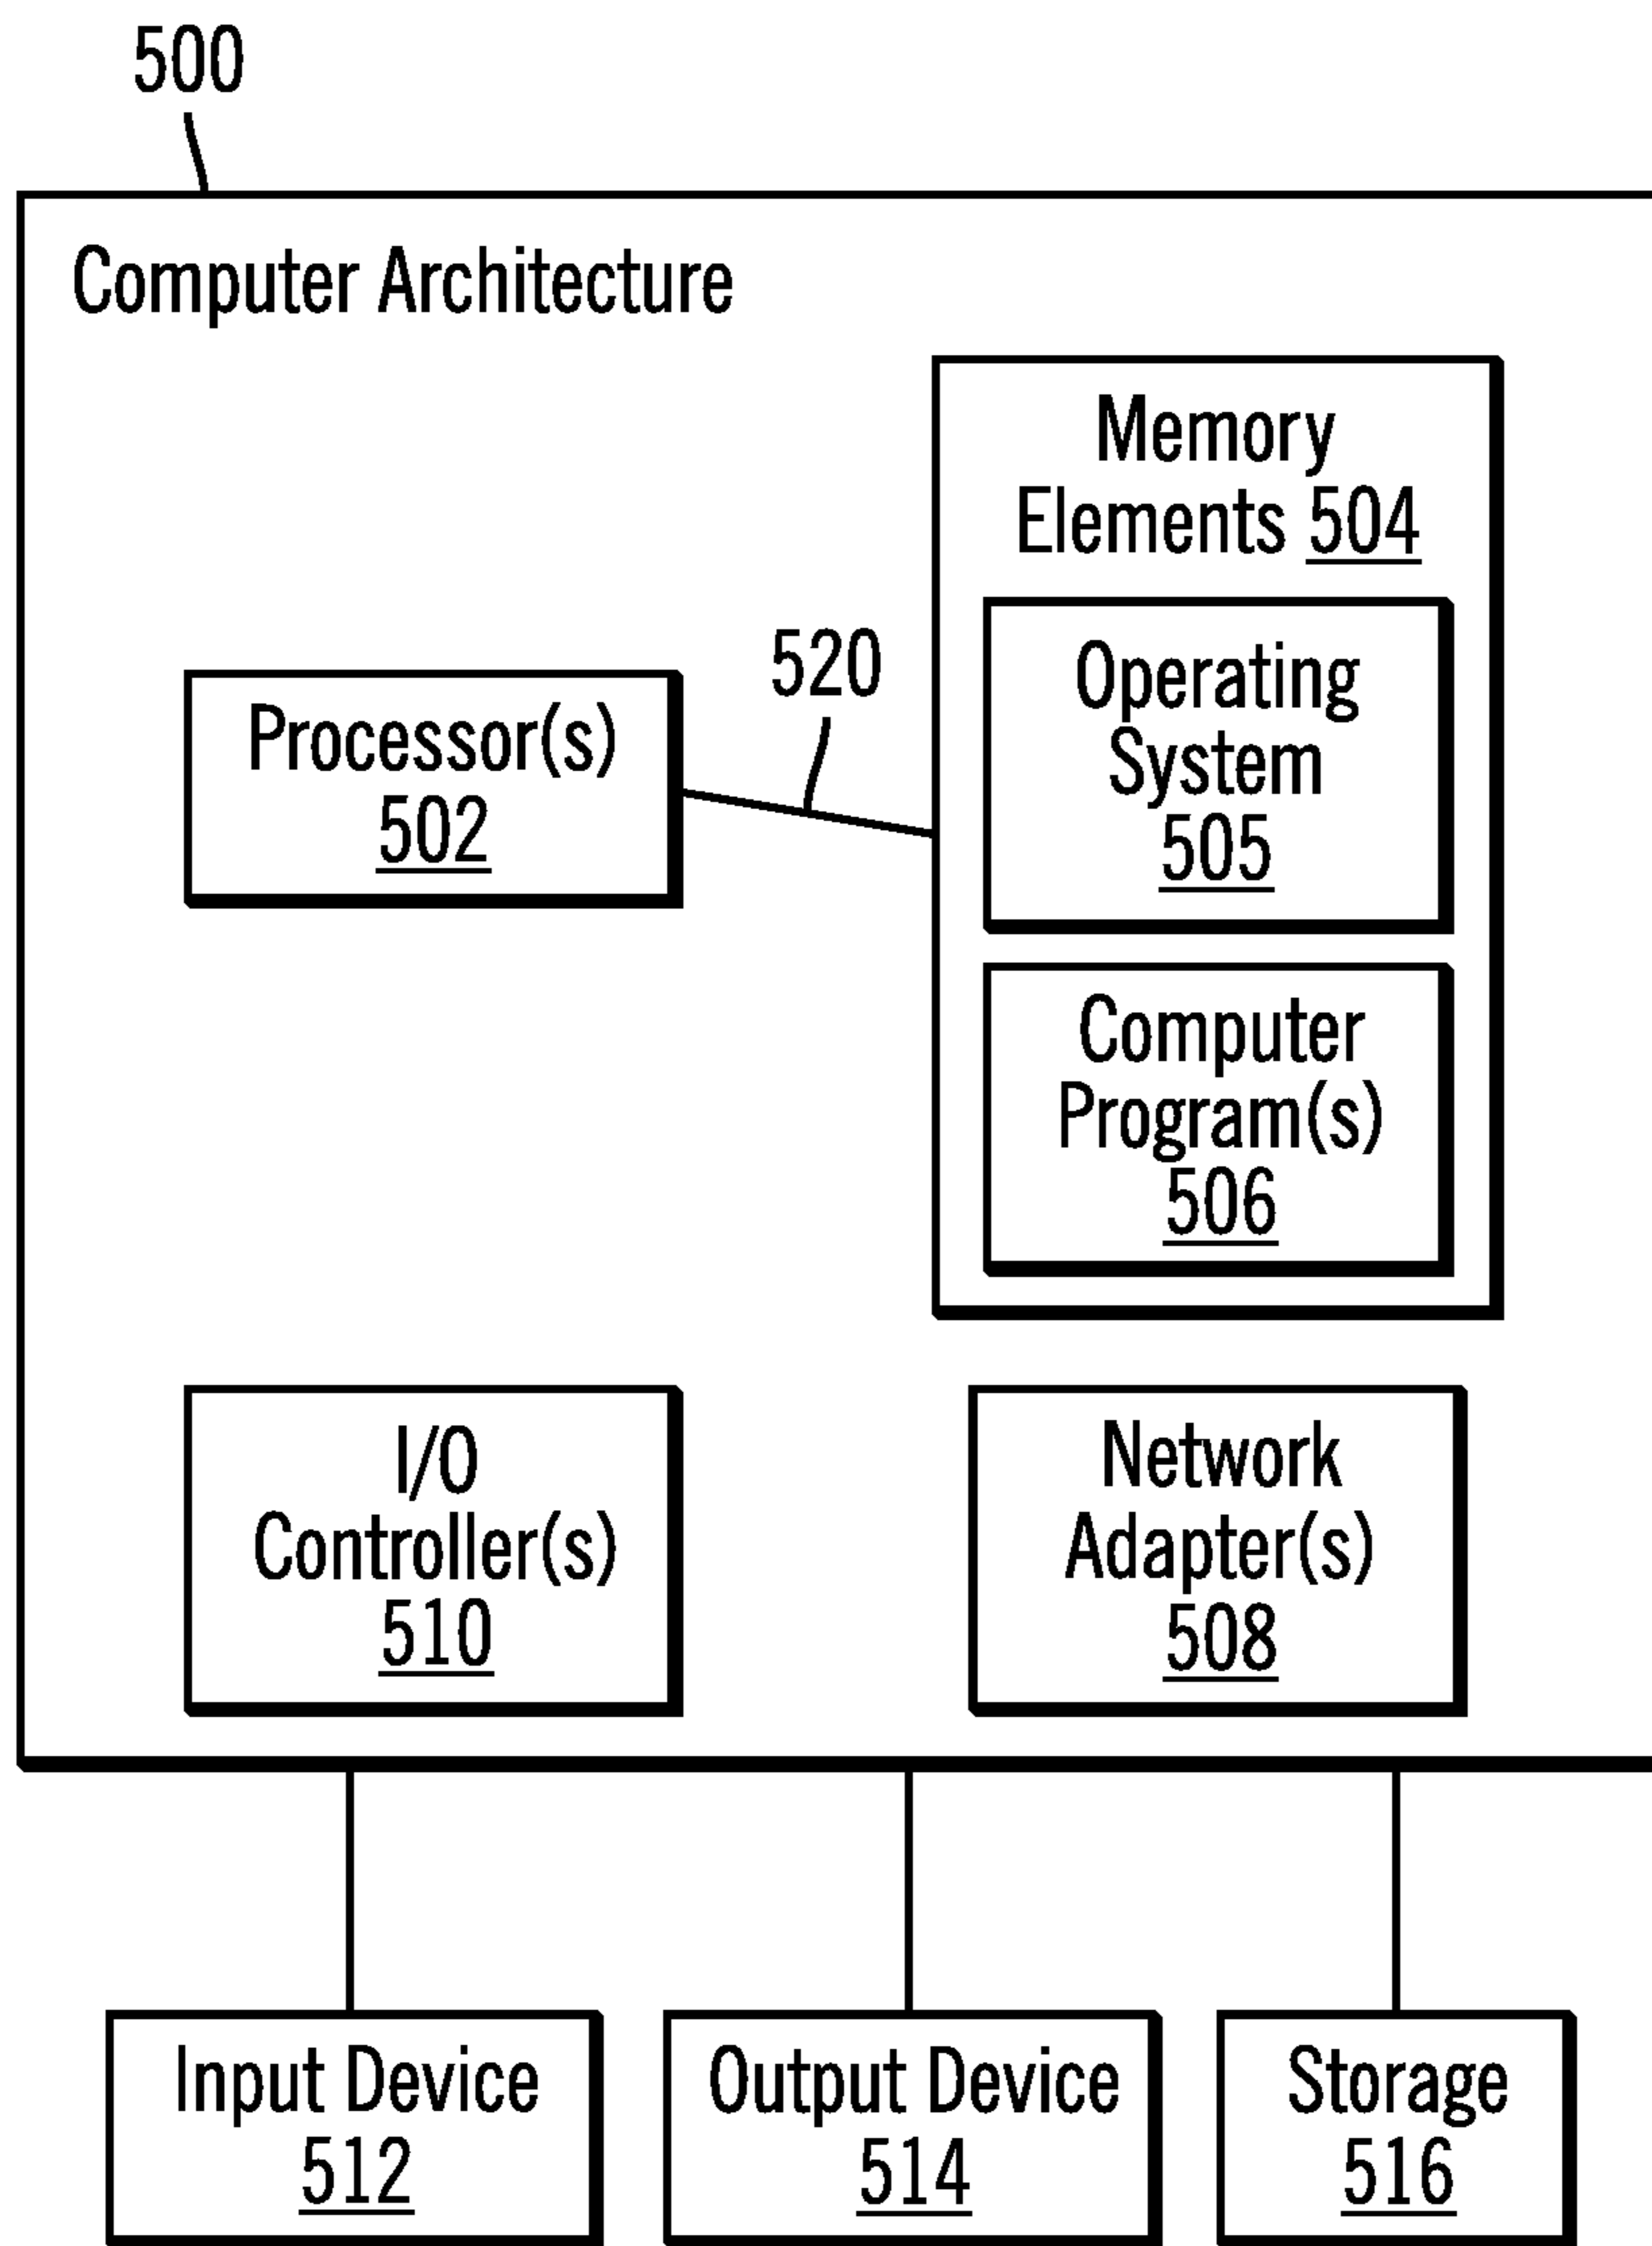 500
Computer Architecture
Memory
Elements 504
520
Processor(s)
502
Operating
System
505
Computer
Program(s)
506
I/O
Controller(s)
510
Network
Adapter(s)
508
Input Device
512
Output Device
514
Storage
516